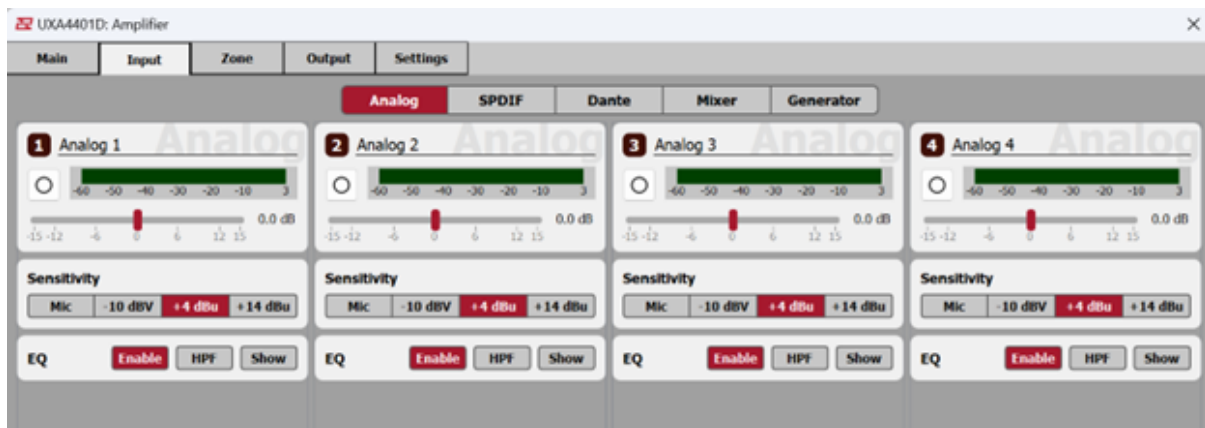 UXA4401D: Amplifier
Main Input Zone Output Settings
Analog SPDIF Dante Mixer Generator
1 Analog 1 Analog
-60 -50 -40 -30 -20 -10 3
0.0 dB
-15 -12 -6 0 6 12 15
Sensitivity
Mic -10 dBV +4 dBu +14 dBu
EQ Enable HPF Show
2 Analog 2 Analog
-60 -50 -40 -30 -20 -10 3
0.0 dB
-15 -12 -6 0 6 12 15
Sensitivity
Mic -10 dBV +4 dBu +14 dBu
EQ Enable HPF Show
3 Analog 3 Analog
-60 -50 -40 -30 -20 -10 3
0.0 dB
-15 -12 -6 0 6 12 15
Sensitivity
Mic -10 dBV +4 dBu +14 dBu
EQ Enable HPF Show
4 Analog 4 Analog
-60 -50 -40 -30 -20 -10 3
0.0 dB
-15 -12 -6 0 6 12 15
Sensitivity
Mic -10 dBV +4 dBu +14 dBu
EQ Enable HPF Show